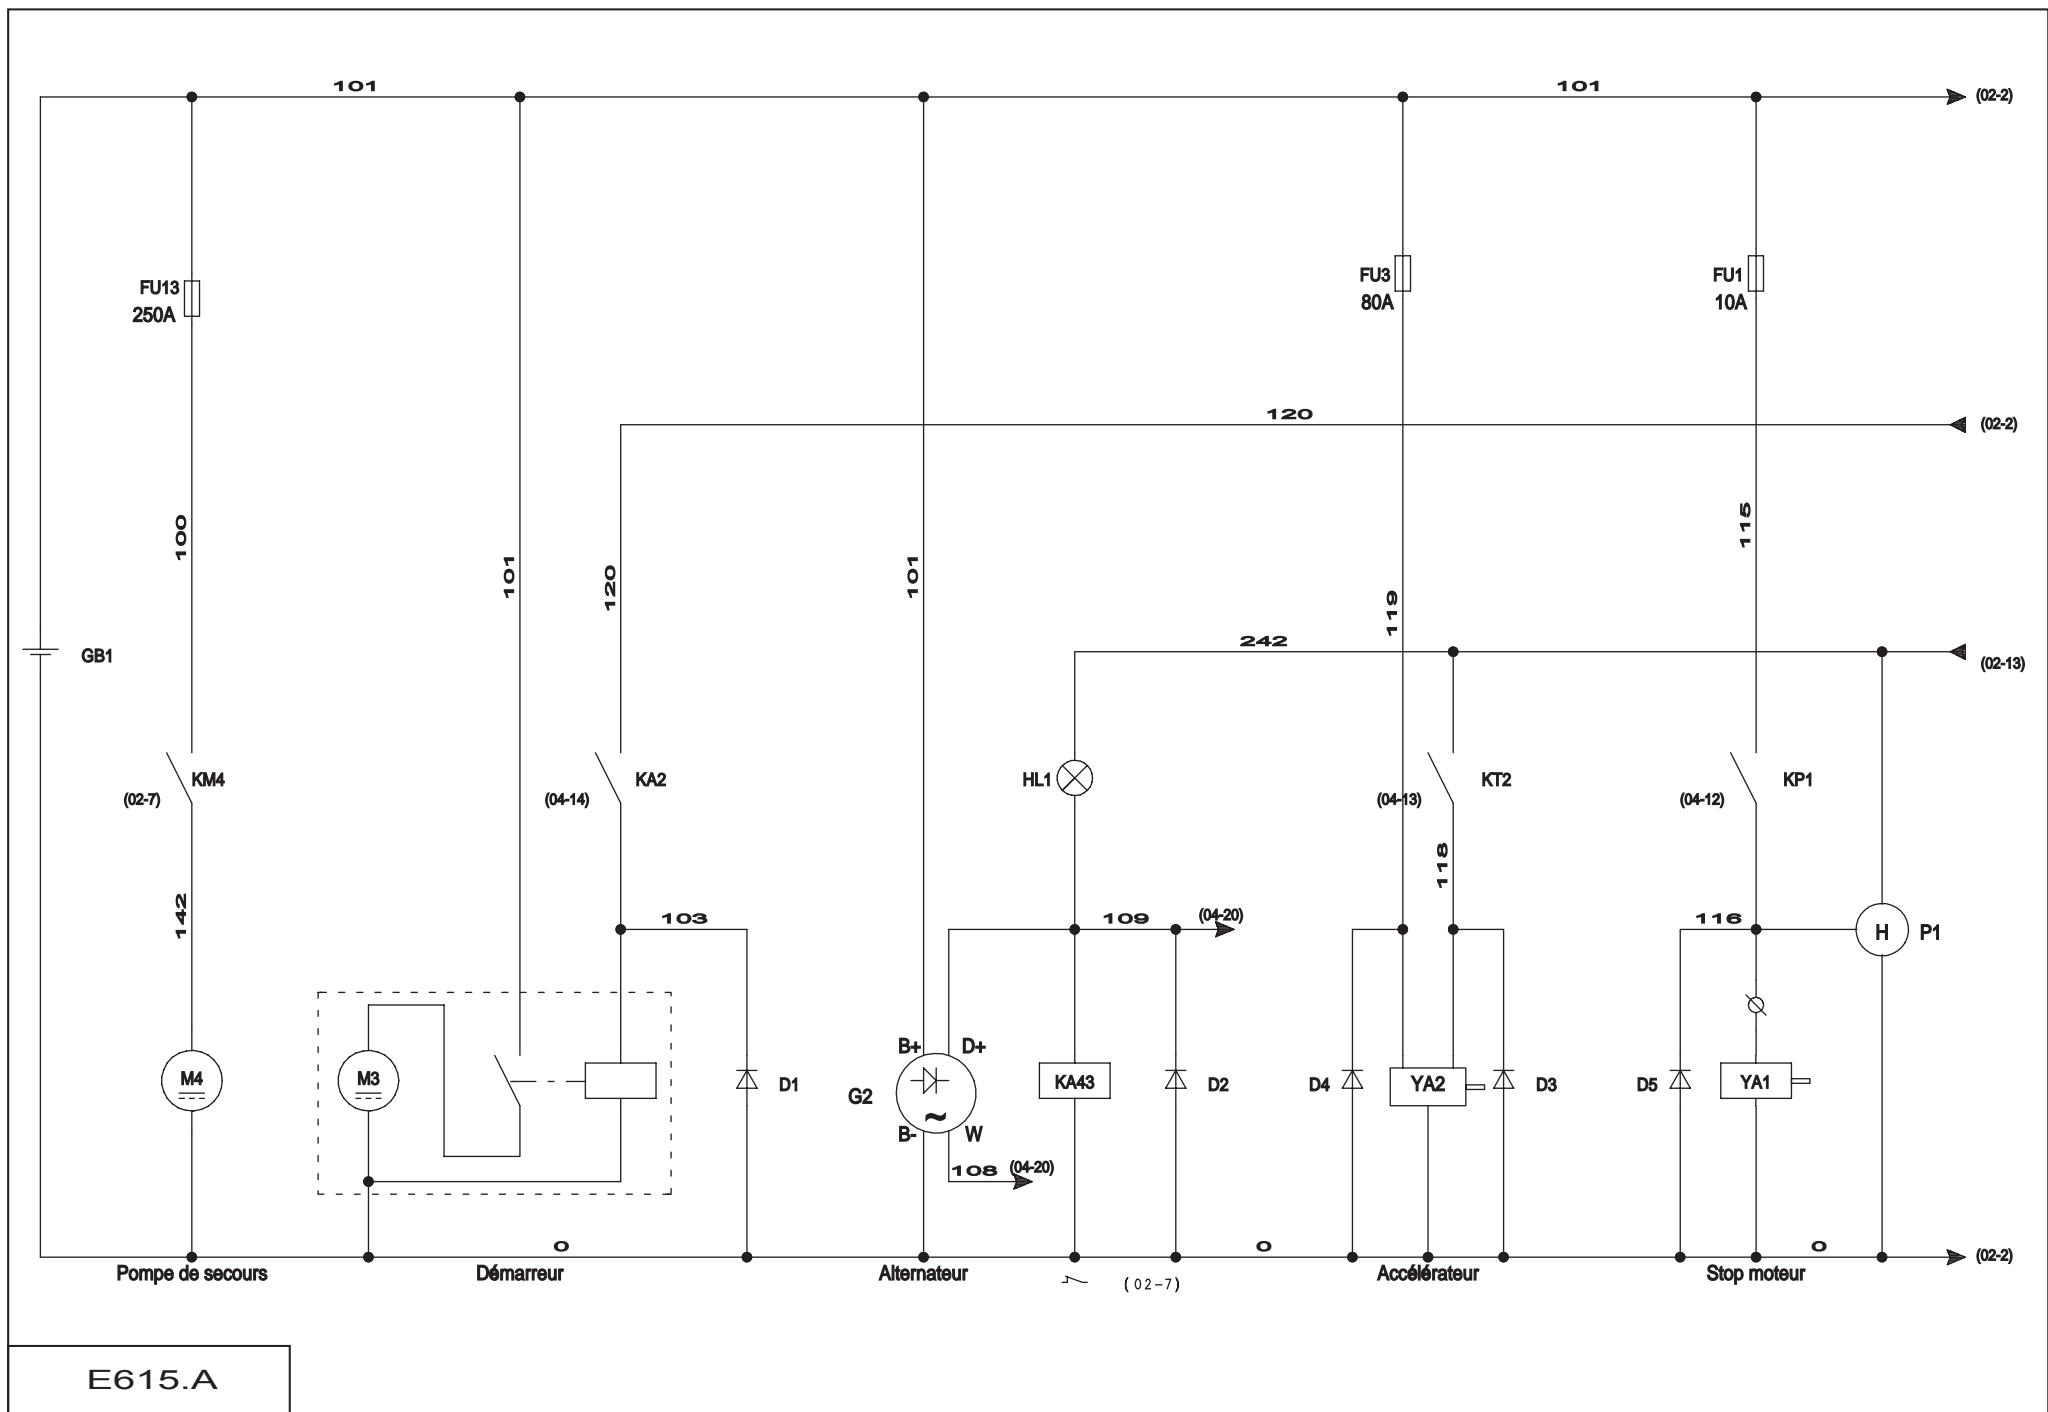 101 101 (02-2)
FU13
250A
FU3
80A
FU1
10A
120 (02-2)
100
101
120
101
119
115
242 (02-13)
GB1
KM4
(02-7)
KA2
(04-14)
HL1
KT2
(04-13)
KP1
(04-12)
142
118
103
109 (04-20)
116
H P1
B+ D+
M4
M3
D1
G2
KA43
D2
D4
YA2
D3
D5
YA1
~
B- W
108 (04-20)
0 0 0 (02-2)
Pompe de secours
Démarreur
Alternateur
(02-7)
Accélérateur
Stop moteur
E615.A